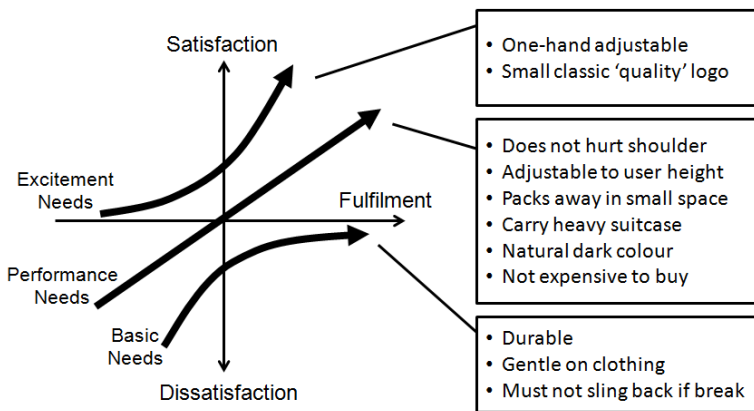 Satisfaction
Excitement
Needs
Fulfilment
Performance
Needs
Basic
Needs
Dissatisfaction
• One-hand adjustable
• Small classic ‘quality’ logo
• Does not hurt shoulder
• Adjustable to user height
• Packs away in small space
• Carry heavy suitcase
• Natural dark colour
• Not expensive to buy
• Durable
• Gentle on clothing
• Must not sling back if break